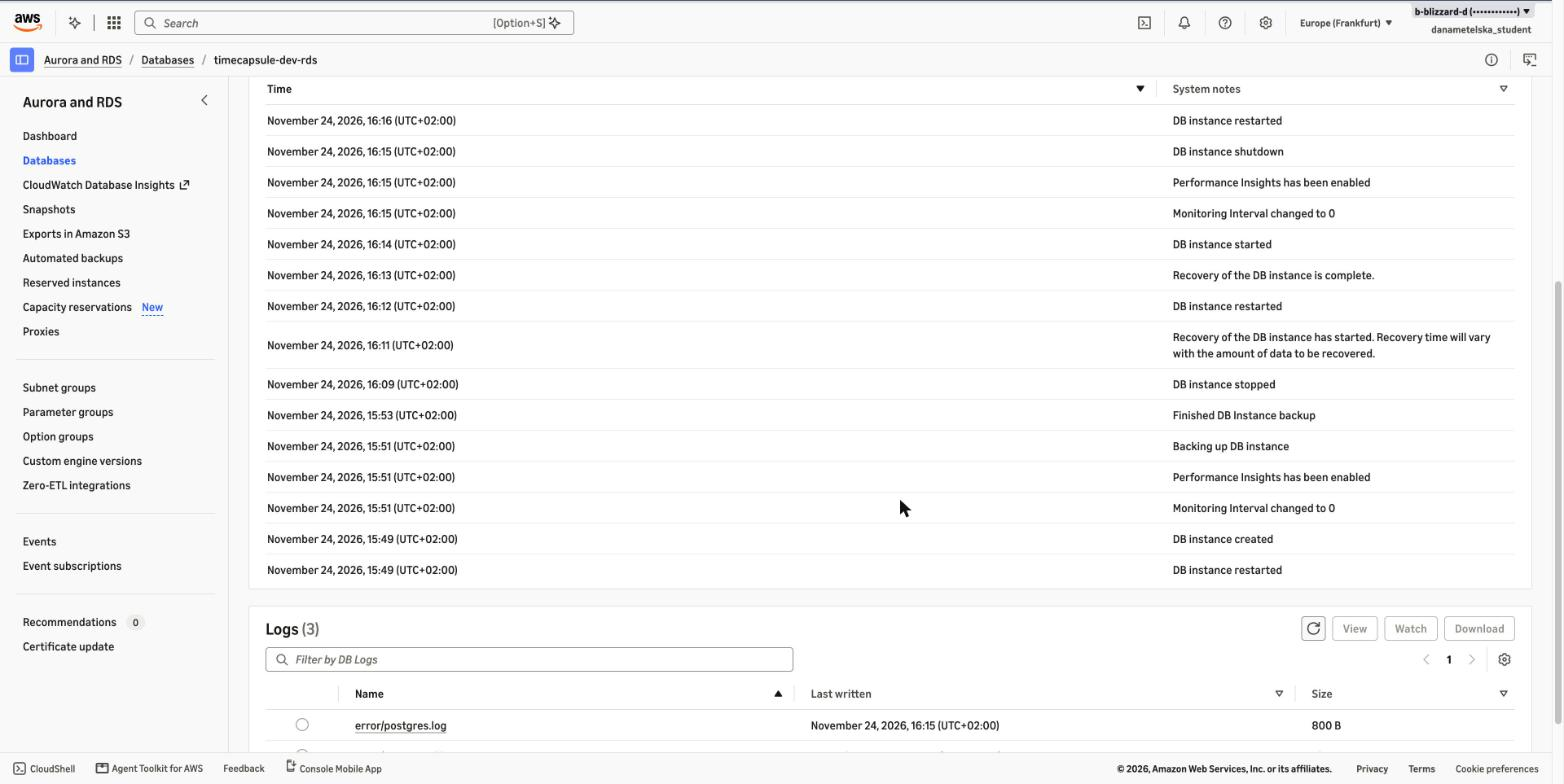 aws
Search [Option+S]
Europe (Frankfurt)
b-blizzard-d (••••••••••••)
danametelska_student
Aurora and RDS / Databases / timecapsule-dev-rds
Aurora and RDS
Dashboard
Databases
CloudWatch Database Insights
Snapshots
Exports in Amazon S3
Automated backups
Reserved instances
Capacity reservations New
Proxies
Subnet groups
Parameter groups
Option groups
Custom engine versions
Zero-ETL integrations
Events
Event subscriptions
Recommendations 0
Certificate update
Time System notes
November 24, 2026, 16:16 (UTC+02:00) DB instance restarted
November 24, 2026, 16:15 (UTC+02:00) DB instance shutdown
November 24, 2026, 16:15 (UTC+02:00) Performance Insights has been enabled
November 24, 2026, 16:15 (UTC+02:00) Monitoring Interval changed to 0
November 24, 2026, 16:14 (UTC+02:00) DB instance started
November 24, 2026, 16:13 (UTC+02:00) Recovery of the DB instance is complete.
November 24, 2026, 16:12 (UTC+02:00) DB instance restarted
November 24, 2026, 16:11 (UTC+02:00) Recovery of the DB instance has started. Recovery time will vary
with the amount of data to be recovered.
November 24, 2026, 16:09 (UTC+02:00) DB instance stopped
November 24, 2026, 15:53 (UTC+02:00) Finished DB Instance backup
November 24, 2026, 15:51 (UTC+02:00) Backing up DB instance
November 24, 2026, 15:51 (UTC+02:00) Performance Insights has been enabled
November 24, 2026, 15:51 (UTC+02:00) Monitoring Interval changed to 0
November 24, 2026, 15:49 (UTC+02:00) DB instance created
November 24, 2026, 15:49 (UTC+02:00) DB instance restarted
Logs (3)
View Watch Download
Filter by DB Logs
1
Name Last written Size
error/postgres.log November 24, 2026, 16:15 (UTC+02:00) 800 B
CloudShell Agent Toolkit for AWS Feedback Console Mobile App
© 2026, Amazon Web Services, Inc. or its affiliates. Privacy Terms Cookie preferences